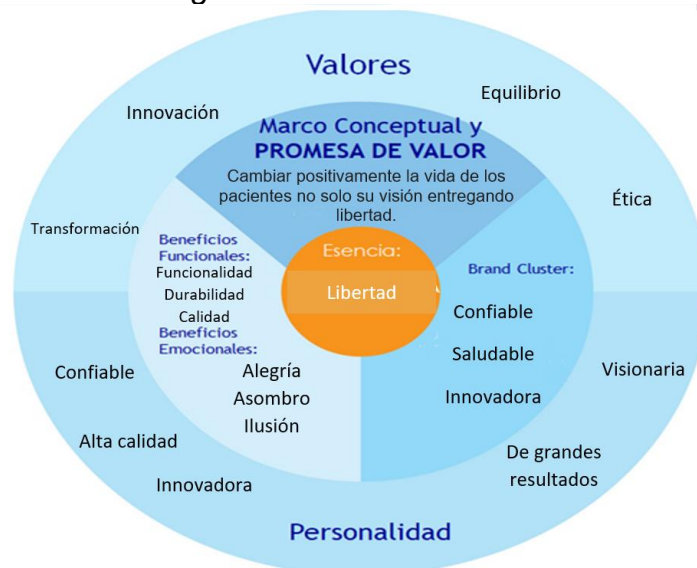 Valores
Innovación
Equilibrio
Transformación
Ética
Marco Conceptual y
PROMESA DE VALOR
Cambiar positivamente la vida de los
pacientes no solo su visión entregando
libertad.
Esencia:
Libertad
Beneficios
Funcionales:
Funcionalidad
Durabilidad
Calidad
Beneficios
Emocionales:
Alegría
Asombro
Ilusión
Brand Cluster:
Confiable
Saludable
Innovadora
Confiable
Alta calidad
Innovadora
Visionaria
De grandes
resultados
Personalidad